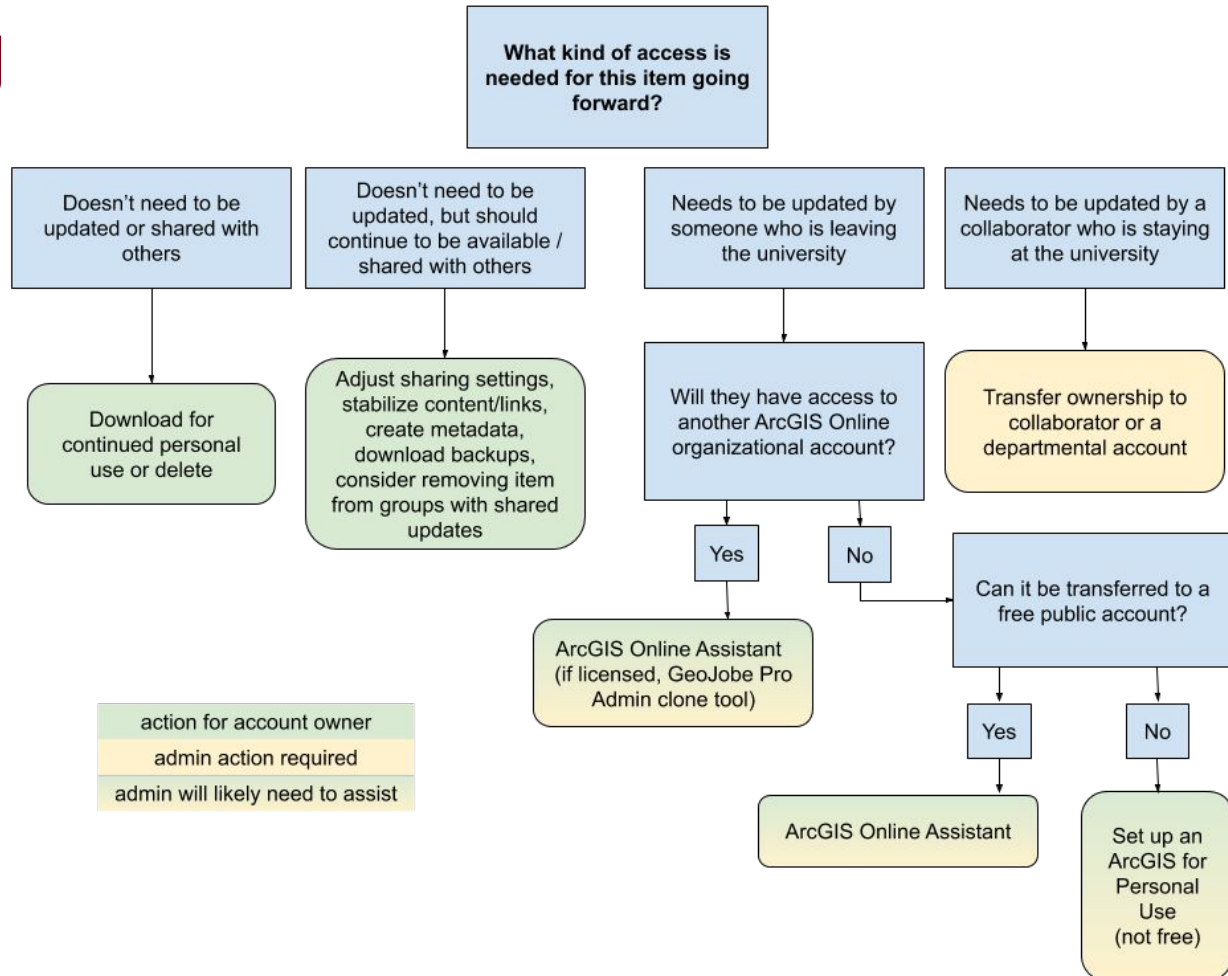 What kind of access is
needed for this item going
forward?
Doesn’t need to be
updated or shared with
others
Doesn’t need to be
updated, but should
continue to be available /
shared with others
Needs to be updated by
someone who is leaving
the university
Needs to be updated by a
collaborator who is staying
at the university
Download for
continued personal
use or delete
Adjust sharing settings,
stabilize content/links,
create metadata,
download backups,
consider removing item
from groups with shared
updates
Will they have access to
another ArcGIS Online
organizational account?
Transfer ownership to
collaborator or a
departmental account
Yes
No
Can it be transferred to a
free public account?
ArcGIS Online Assistant
(if licensed, GeoJobe Pro
Admin clone tool)
Yes
No
ArcGIS Online Assistant
Set up an
ArcGIS for
Personal
Use
(not free)
action for account owner
admin action required
admin will likely need to assist